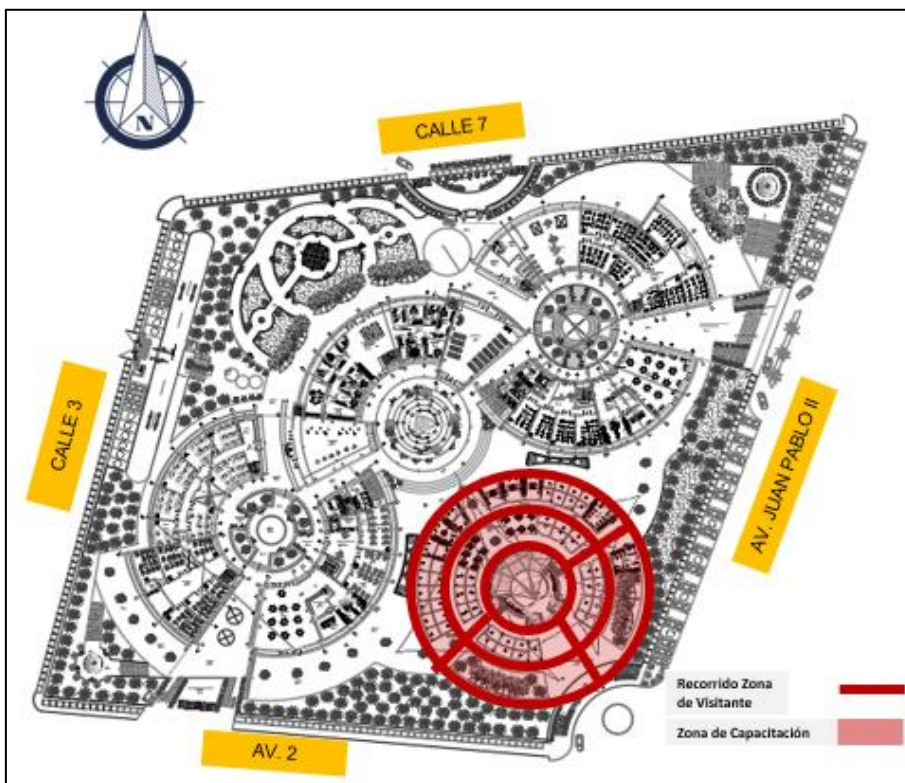 N
CALLE 7
CALLE 3
AV. JUAN PABLO II
AV. 2
Recorrido Zona
de Visitante
Zona de Capacitación